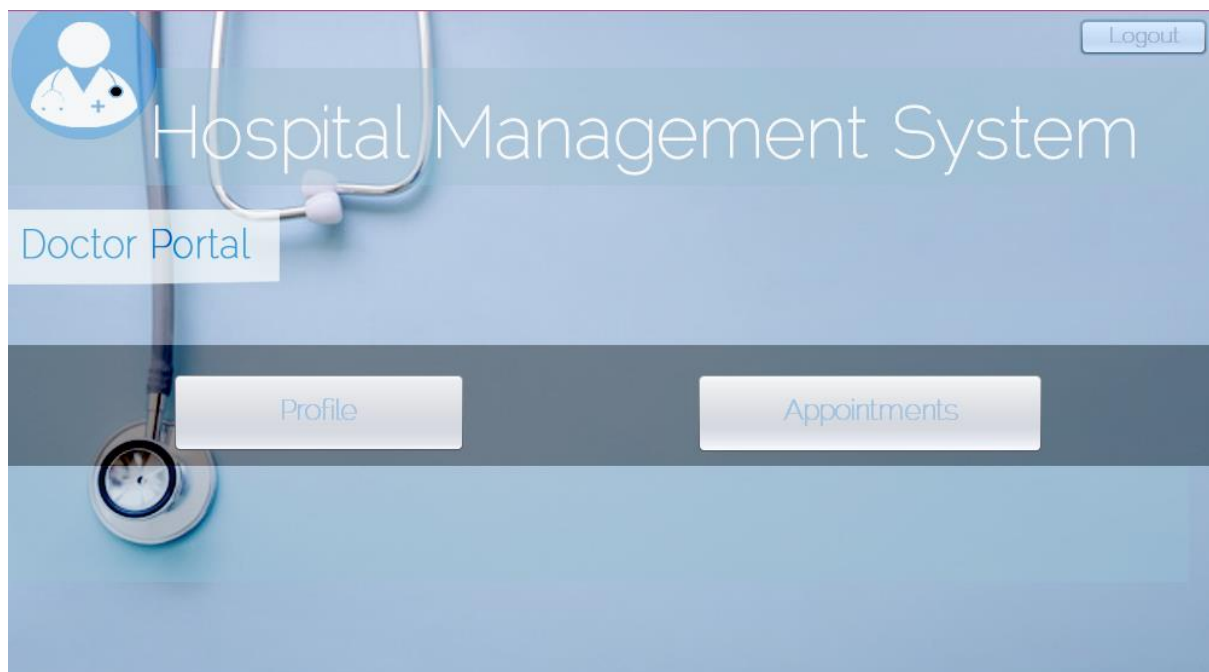 Logout
Hospital Management System
Doctor Portal
Profile
Appointments